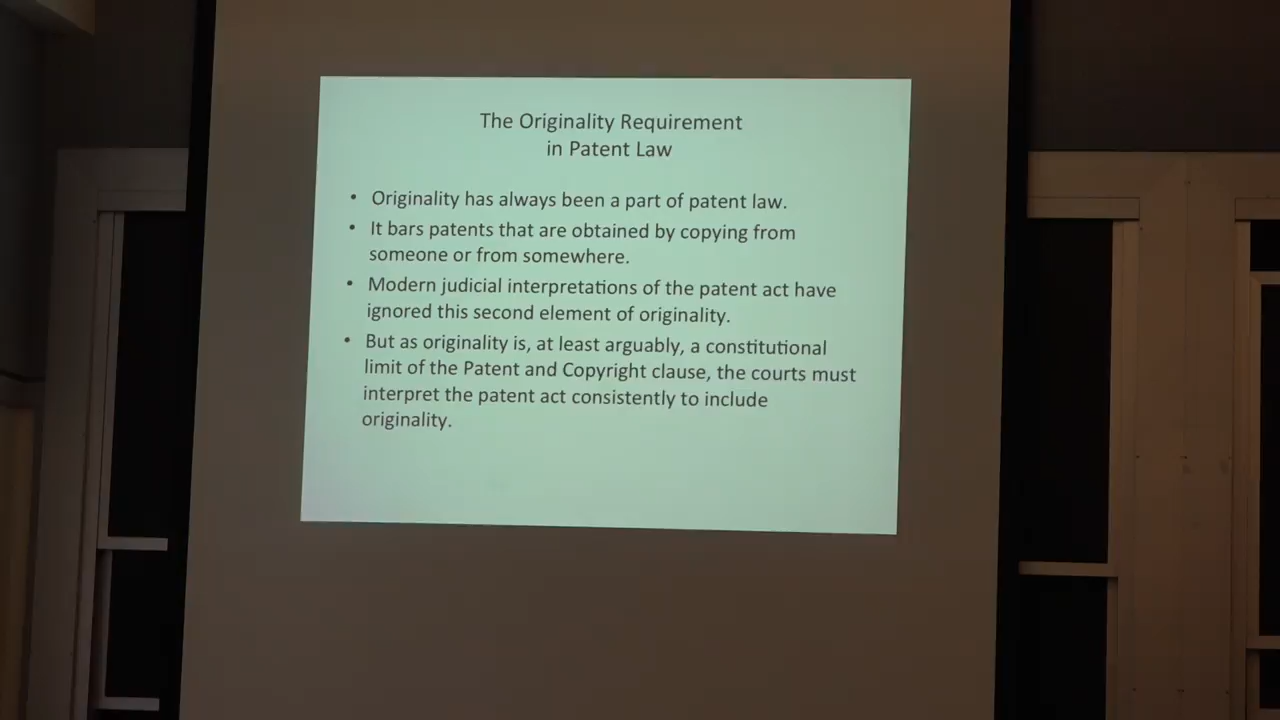 The Originality Requirement
in Patent Law
• Originality has always been a part of patent law.
• It bars patents that are obtained by copying from
someone or from somewhere.
• Modern judicial interpretations of the patent act have
ignored this second element of originality.
• But as originality is, at least arguably, a constitutional
limit of the Patent and Copyright clause, the courts must
interpret the patent act consistently to include
originality.